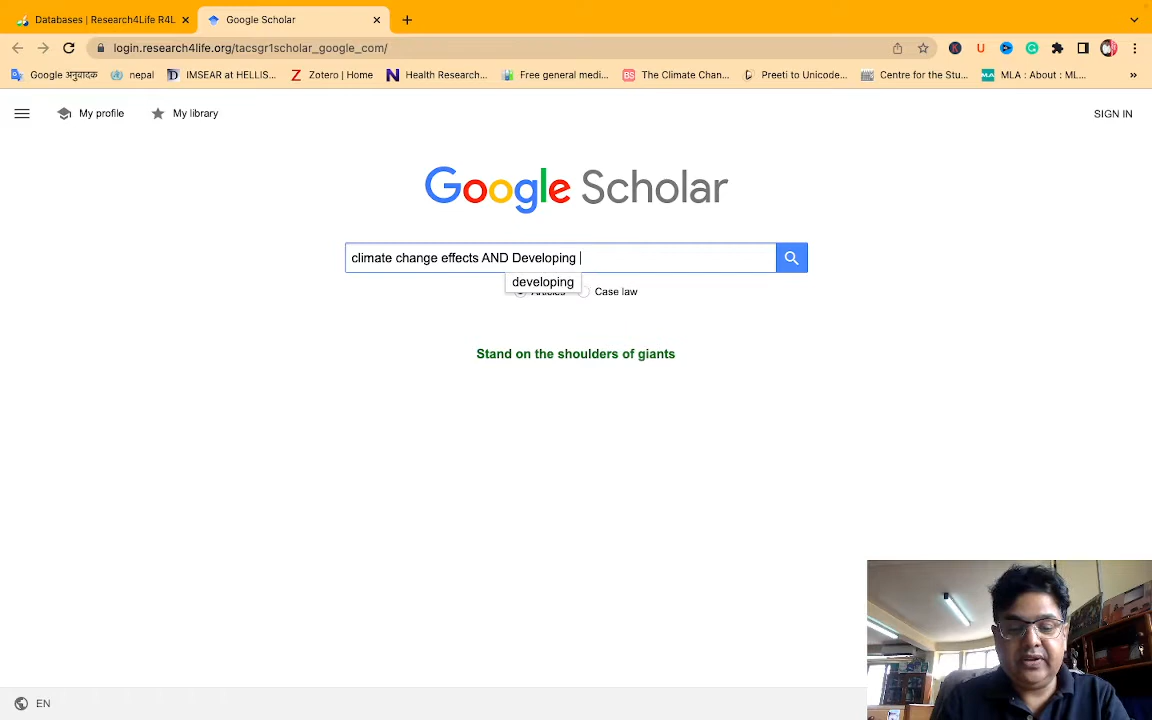 Databases | Research4Life R4L
Google Scholar
login.research4life.org/tacsgr1scholar_google_com/
Google अनुवादक
nepal
IMSEAR at HELLIS...
Zotero | Home
Health Research...
Free general medi...
The Climate Chan...
Preeti to Unicode...
Centre for the Stu...
MLA : About : ML...
My profile
My library
SIGN IN
Google Scholar
climate change effects AND Developing
developing
Articles
Case law
Stand on the shoulders of giants
EN